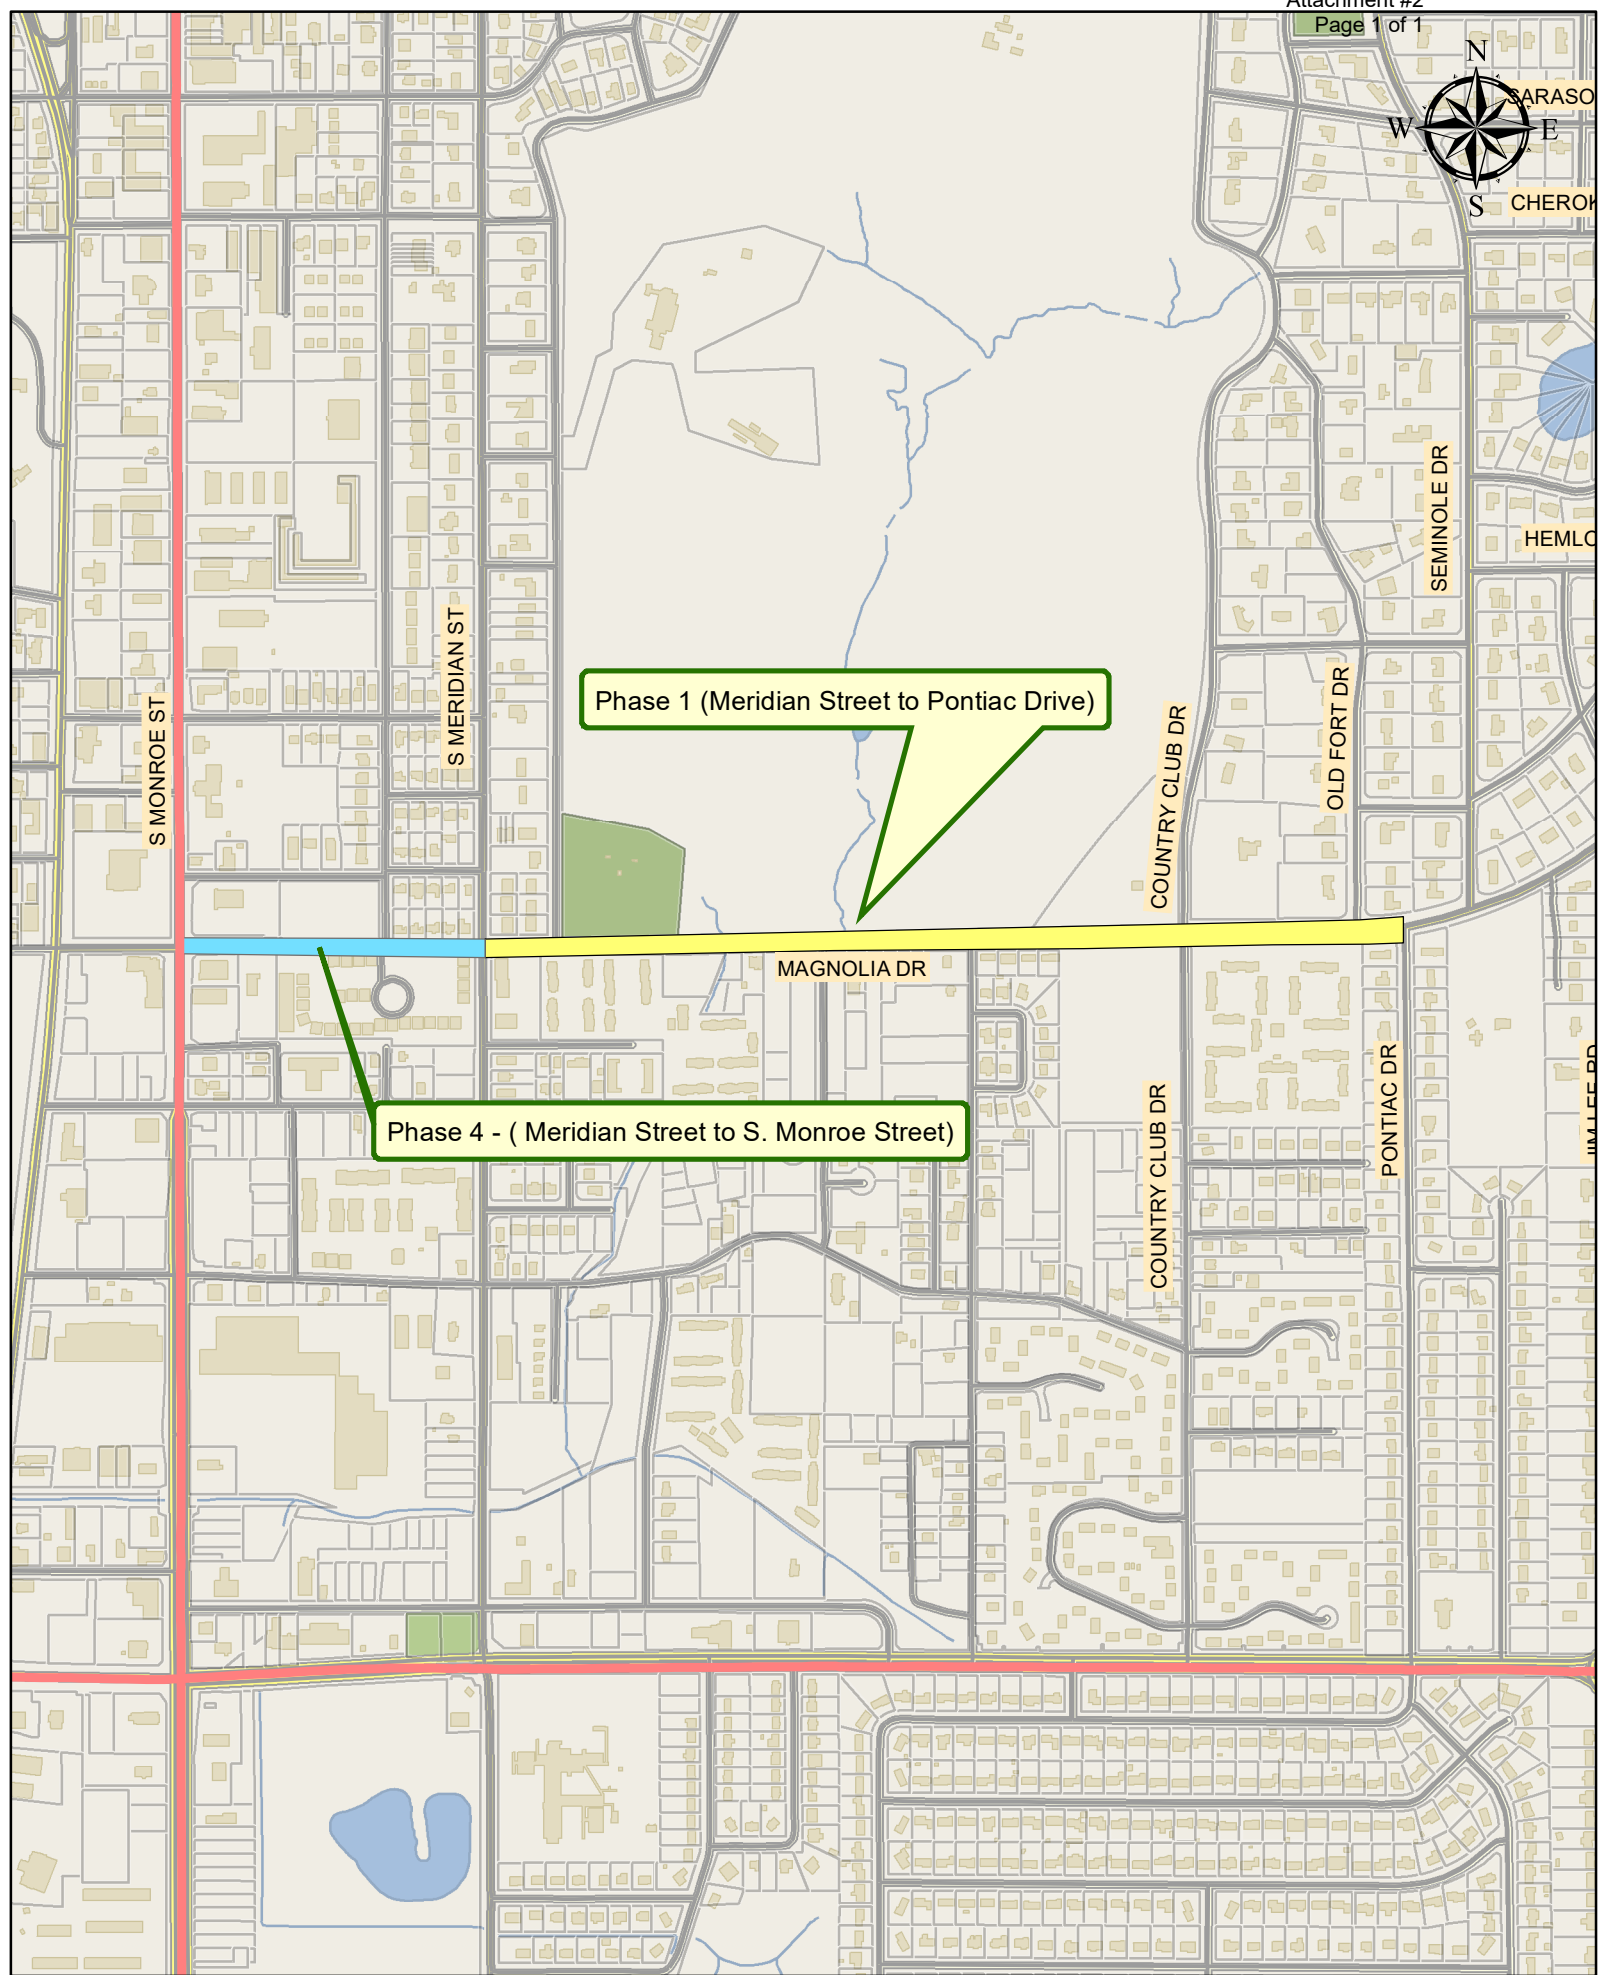 Attachment #2
Page 1 of 1
N
W
E
S
SARASO
CHEROK
SEMINOLE DR
HEMLO
S MERIDIAN ST
S MONROE ST
Phase 1 (Meridian Street to Pontiac Drive)
COUNTRY CLUB DR
OLD FORT DR
MAGNOLIA DR
PONTIAC DR
COUNTRY CLUB DR
Phase 4 - ( Meridian Street to S. Monroe Street)